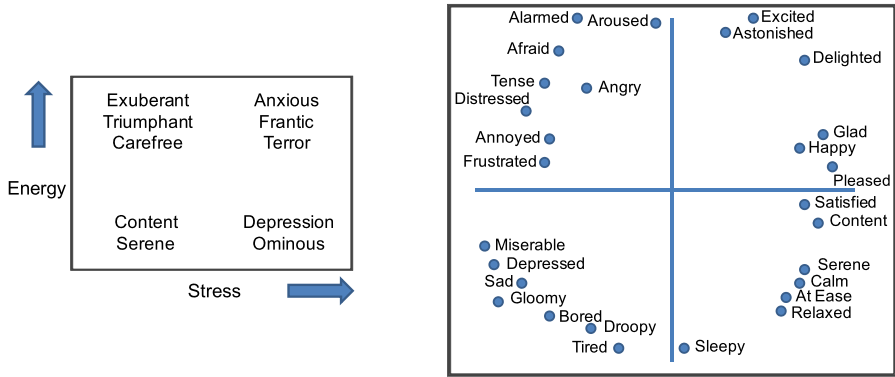 Exuberant
Triumphant
Carefree
Anxious
Frantic
Terror
Energy
Content
Serene
Depression
Ominous
Stress
Alarmed
Aroused
Excited
Astonished
Afraid
Delighted
Tense
Angry
Distressed
Annoyed
Glad
Happy
Frustrated
Pleased
Satisfied
Content
Miserable
Depressed
Serene
Sad
Calm
Gloomy
At Ease
Bored
Relaxed
Droopy
Tired
Sleepy